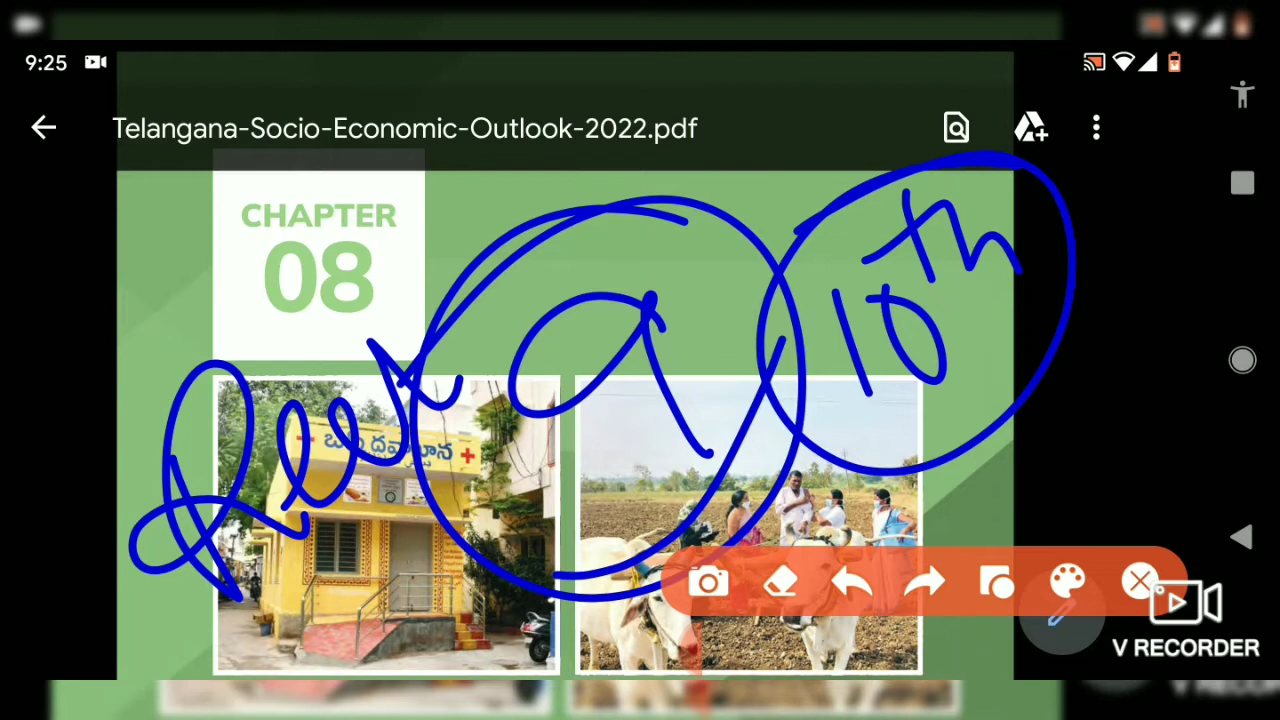 9:25
Telangana-Socio-Economic-Outlook-2022.pdf
CHAPTER
08
10th
V RECORDER